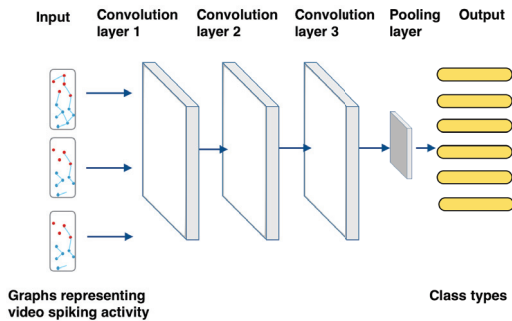 Input
Convolution
layer 1
Convolution
layer 2
Convolution
layer 3
Pooling
layer
Output
Graphs representing
video spiking activity
Class types